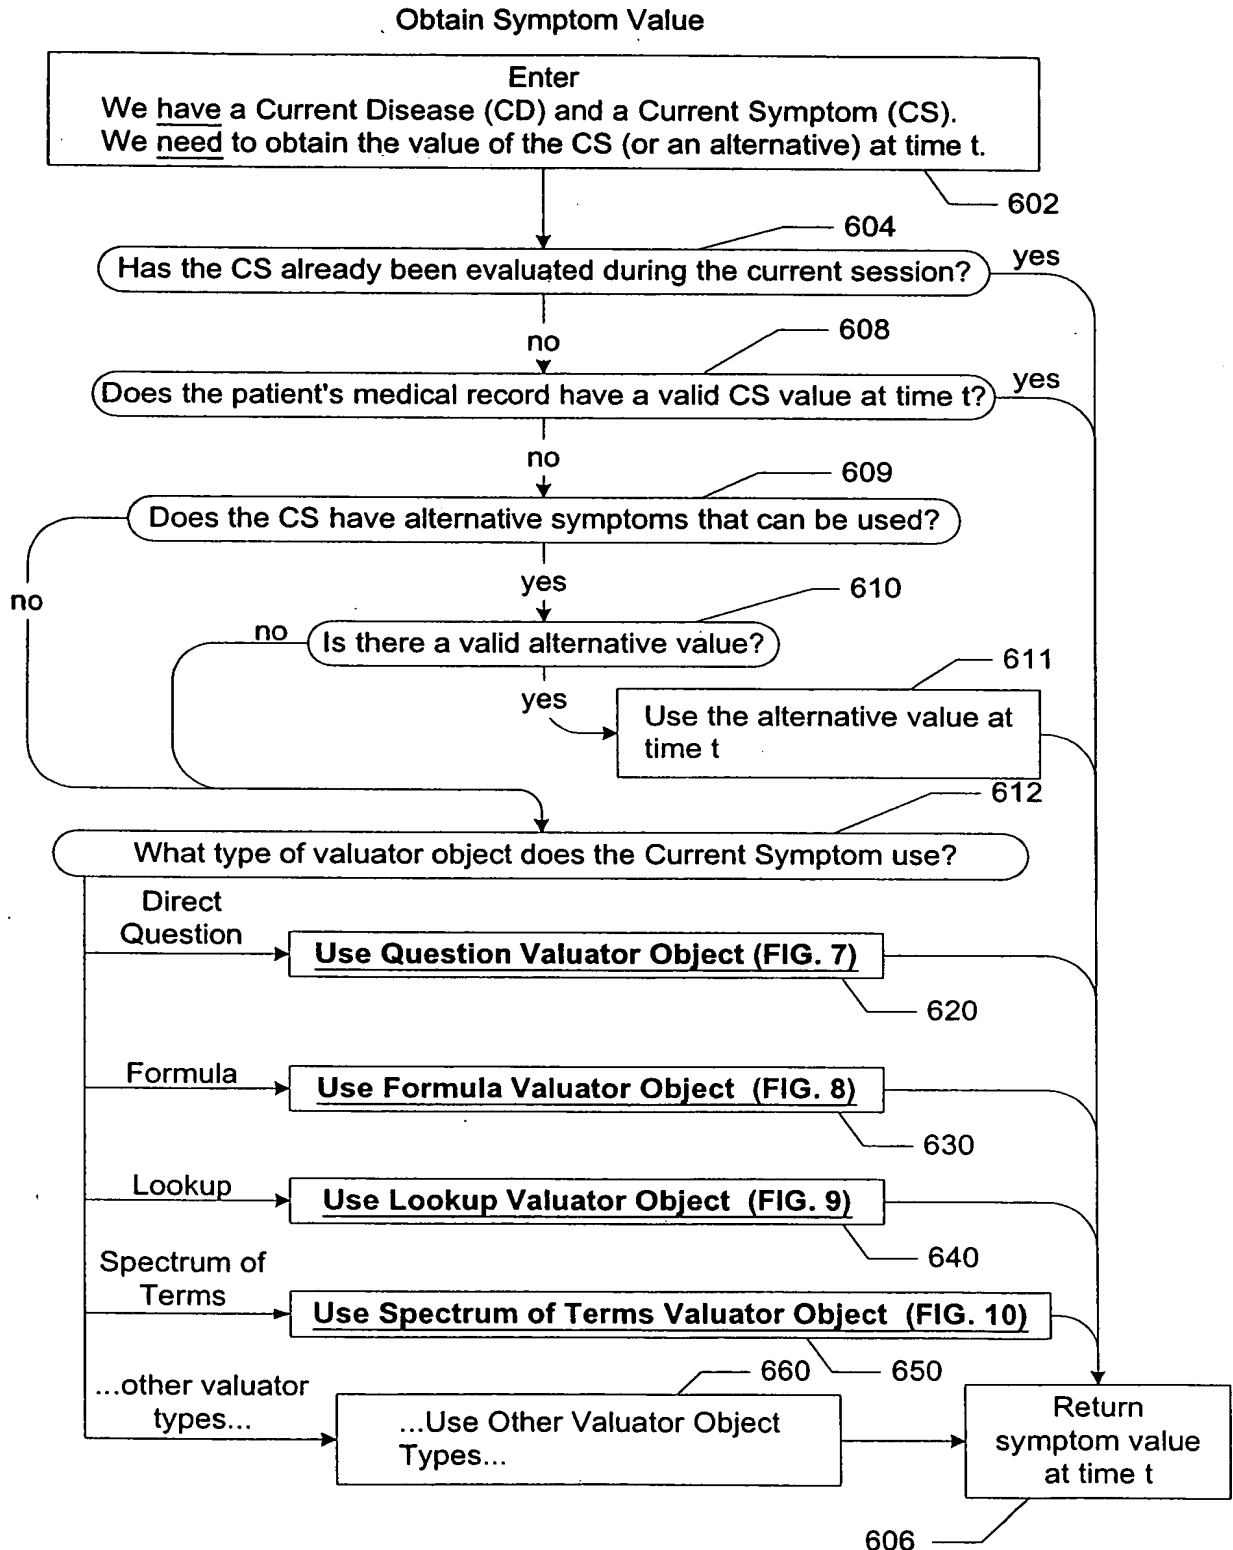 Obtain Symptom Value
Enter
We have a Current Disease (CD) and a Current Symptom (CS).
We need to obtain the value of the CS (or an alternative) at time t.
602
604
Has the CS already been evaluated during the current session?
yes
no
608
Does the patient's medical record have a valid CS value at time t?
yes
no
609
Does the CS have alternative symptoms that can be used?
no
yes
610
no
Is there a valid alternative value?
yes
611
Use the alternative value at
time t
612
What type of valuator object does the Current Symptom use?
Direct
Question
Use Question Valuator Object (FIG. 7)
620
Formula
Use Formula Valuator Object (FIG. 8)
630
Lookup
Use Lookup Valuator Object (FIG. 9)
640
Spectrum of
Terms
Use Spectrum of Terms Valuator Object (FIG. 10)
650
660
...other valuator
types...
...Use Other Valuator Object
Types...
Return
symptom value
at time t
606